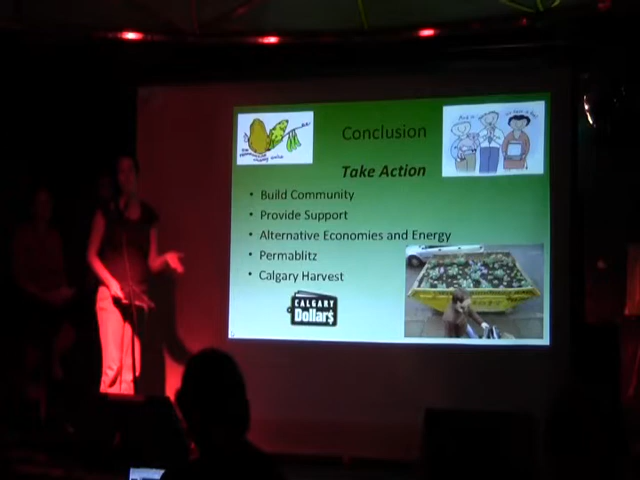 Conclusion
Take Action
• Build Community
• Provide Support
• Alternative Economies and Energy
• Permablitz
• Calgary Harvest
CALGARY
Dollar$